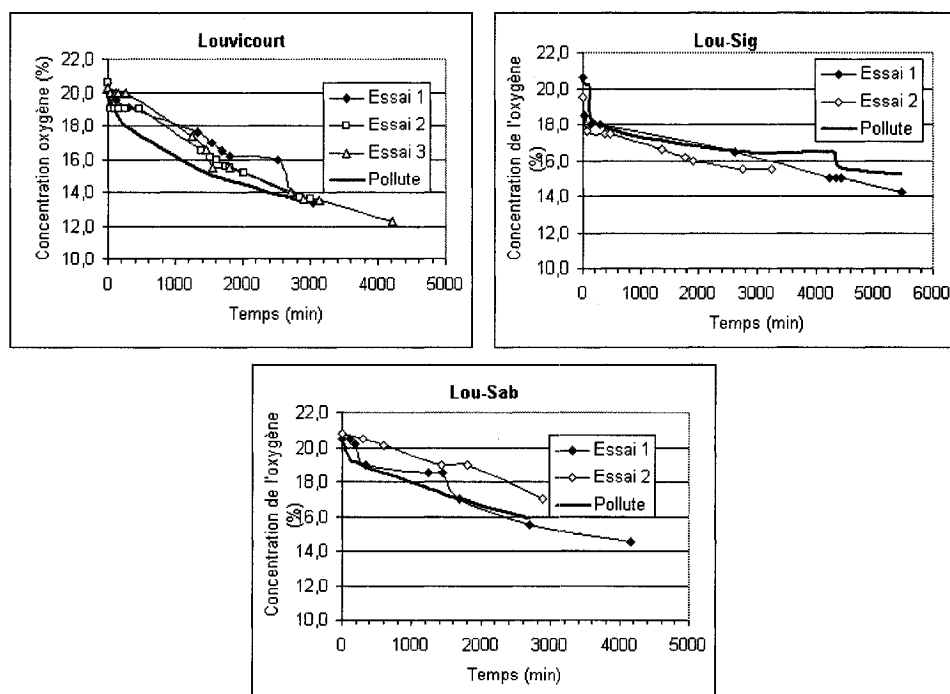 Louvicourt
Concentration oxygène (%)
22,0
20,0
18,0
16,0
14,0
12,0
10,0
0 1000 2000 3000 4000 5000
Temps (min)
Essai 1
Essai 2
Essai 3
Pollute
Lou-Sig
Concentration de l'oxygène
(%)
22,0
20,0
18,0
16,0
14,0
12,0
10,0
0 1000 2000 3000 4000 5000 6000
Temps (min)
Essai 1
Essai 2
Pollute
Lou-Sab
Concentration de l'oxygène
(%)
22,0
20,0
18,0
16,0
14,0
12,0
10,0
0 1000 2000 3000 4000 5000
Temps (min)
Essai 1
Essai 2
Pollute